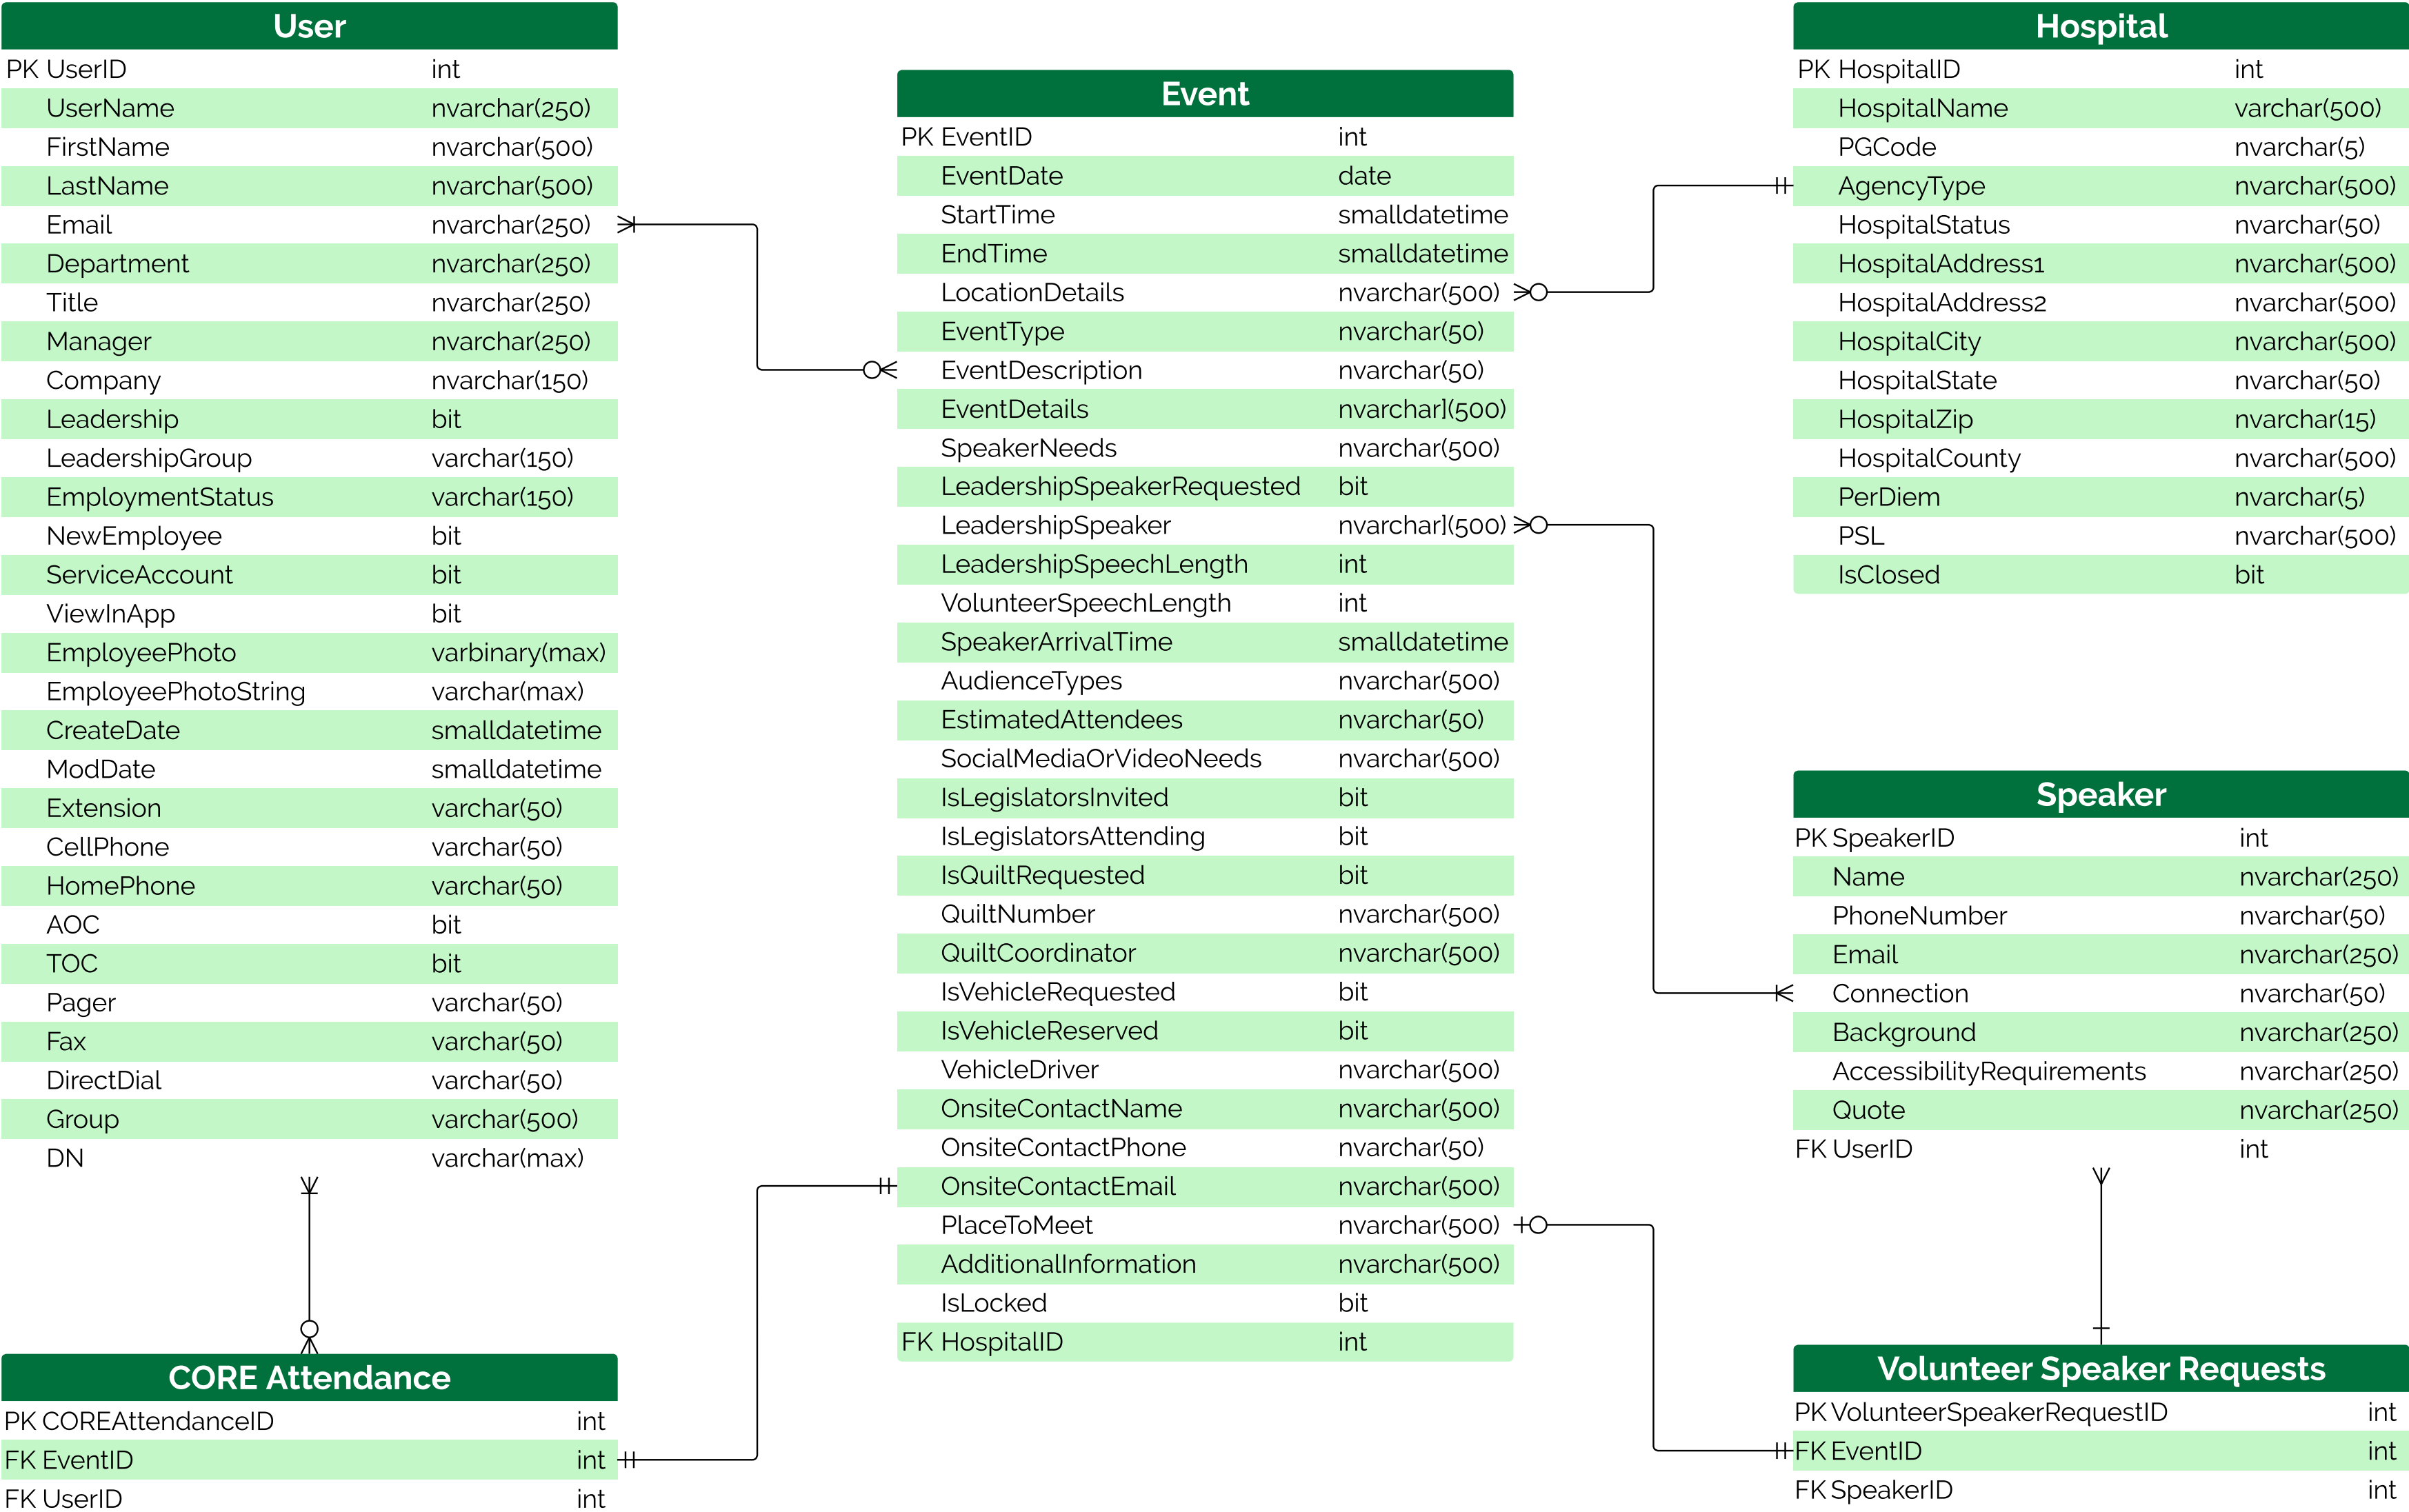 User
PK UserID int
UserName nvarchar(250)
FirstName nvarchar(500)
LastName nvarchar(500)
Email nvarchar(250)
Department nvarchar(250)
Title nvarchar(250)
Manager nvarchar(250)
Company nvarchar(150)
Leadership bit
LeadershipGroup varchar(150)
EmploymentStatus varchar(150)
NewEmployee bit
ServiceAccount bit
ViewInApp bit
EmployeePhoto varbinary(max)
EmployeePhotoString varchar(max)
CreateDate smalldatetime
ModDate smalldatetime
Extension varchar(50)
CellPhone varchar(50)
HomePhone varchar(50)
AOC bit
TOC bit
Pager varchar(50)
Fax varchar(50)
DirectDial varchar(50)
Group varchar(500)
DN varchar(max)
CORE Attendance
PK COREAttendanceID int
FK EventID int
FK UserID int
Event
PK EventID int
EventDate date
StartTime smalldatetime
EndTime smalldatetime
LocationDetails nvarchar(500)
EventType nvarchar(50)
EventDescription nvarchar(50)
EventDetails nvarchar](500)
SpeakerNeeds nvarchar(500)
LeadershipSpeakerRequested bit
LeadershipSpeaker nvarchar](500)
LeadershipSpeechLength int
VolunteerSpeechLength int
SpeakerArrivalTime smalldatetime
AudienceTypes nvarchar(500)
EstimatedAttendees nvarchar(50)
SocialMediaOrVideoNeeds nvarchar(500)
IsLegislatorsInvited bit
IsLegislatorsAttending bit
IsQuiltRequested bit
QuiltNumber nvarchar(500)
QuiltCoordinator nvarchar(500)
IsVehicleRequested bit
IsVehicleReserved bit
VehicleDriver nvarchar(500)
OnsiteContactName nvarchar(500)
OnsiteContactPhone nvarchar(50)
OnsiteContactEmail nvarchar(500)
PlaceToMeet nvarchar(500)
AdditionalInformation nvarchar(500)
IsLocked bit
FK HospitalID int
Hospital
PK HospitalID int
HospitalName varchar(500)
PGCode nvarchar(5)
AgencyType nvarchar(500)
HospitalStatus nvarchar(50)
HospitalAddress1 nvarchar(500)
HospitalAddress2 nvarchar(500)
HospitalCity nvarchar(500)
HospitalState nvarchar(50)
HospitalZip nvarchar(15)
HospitalCounty nvarchar(500)
PerDiem nvarchar(5)
PSL nvarchar(500)
IsClosed bit
Speaker
PK SpeakerID int
Name nvarchar(250)
PhoneNumber nvarchar(50)
Email nvarchar(250)
Connection nvarchar(50)
Background nvarchar(250)
AccessibilityRequirements nvarchar(250)
Quote nvarchar(250)
FK UserID int
Volunteer Speaker Requests
PK VolunteerSpeakerRequestID int
FK EventID int
FK SpeakerID int